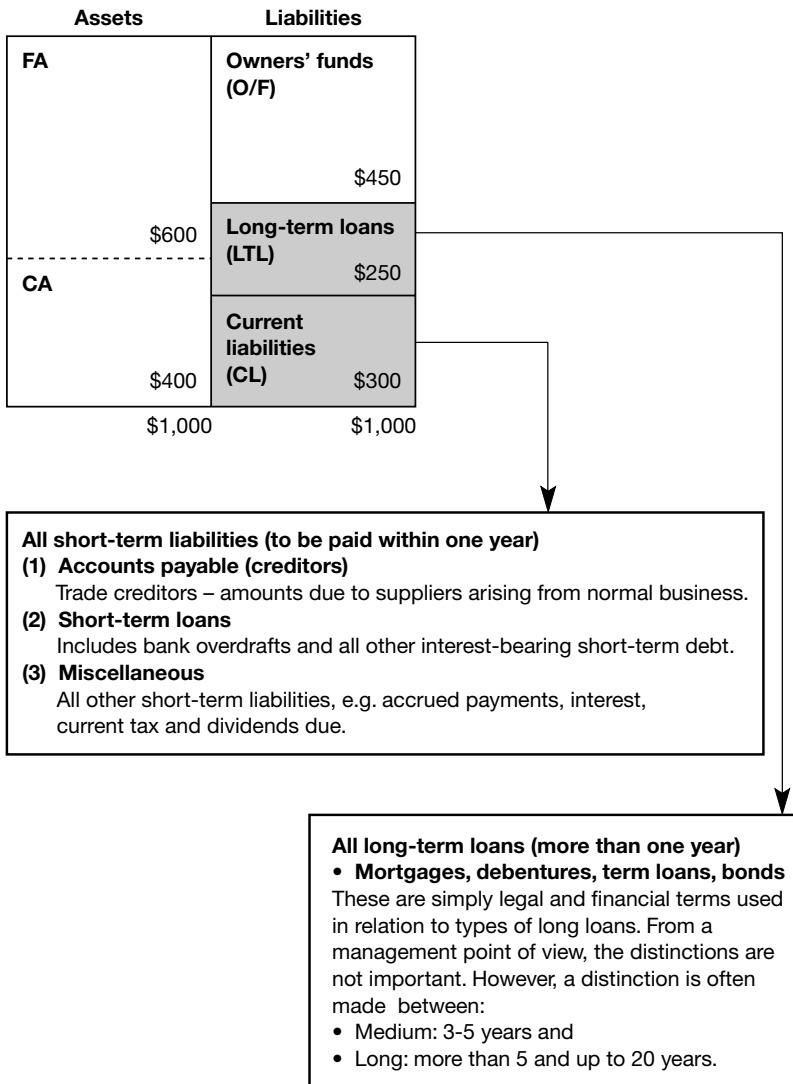 Assets Liabilities
FA
Owners’ funds
(O/F)
$450
$600
Long-term loans
(LTL)
$250
CA
Current
liabilities
(CL)
$400
$300
$1,000 $1,000
All short-term liabilities (to be paid within one year)
(1) Accounts payable (creditors)
Trade creditors – amounts due to suppliers arising from normal business.
(2) Short-term loans
Includes bank overdrafts and all other interest-bearing short-term debt.
(3) Miscellaneous
All other short-term liabilities, e.g. accrued payments, interest,
current tax and dividends due.
All long-term loans (more than one year)
• Mortgages, debentures, term loans, bonds
These are simply legal and financial terms used
in relation to types of long loans. From a
management point of view, the distinctions are
not important. However, a distinction is often
made between:
• Medium: 3-5 years and
• Long: more than 5 and up to 20 years.